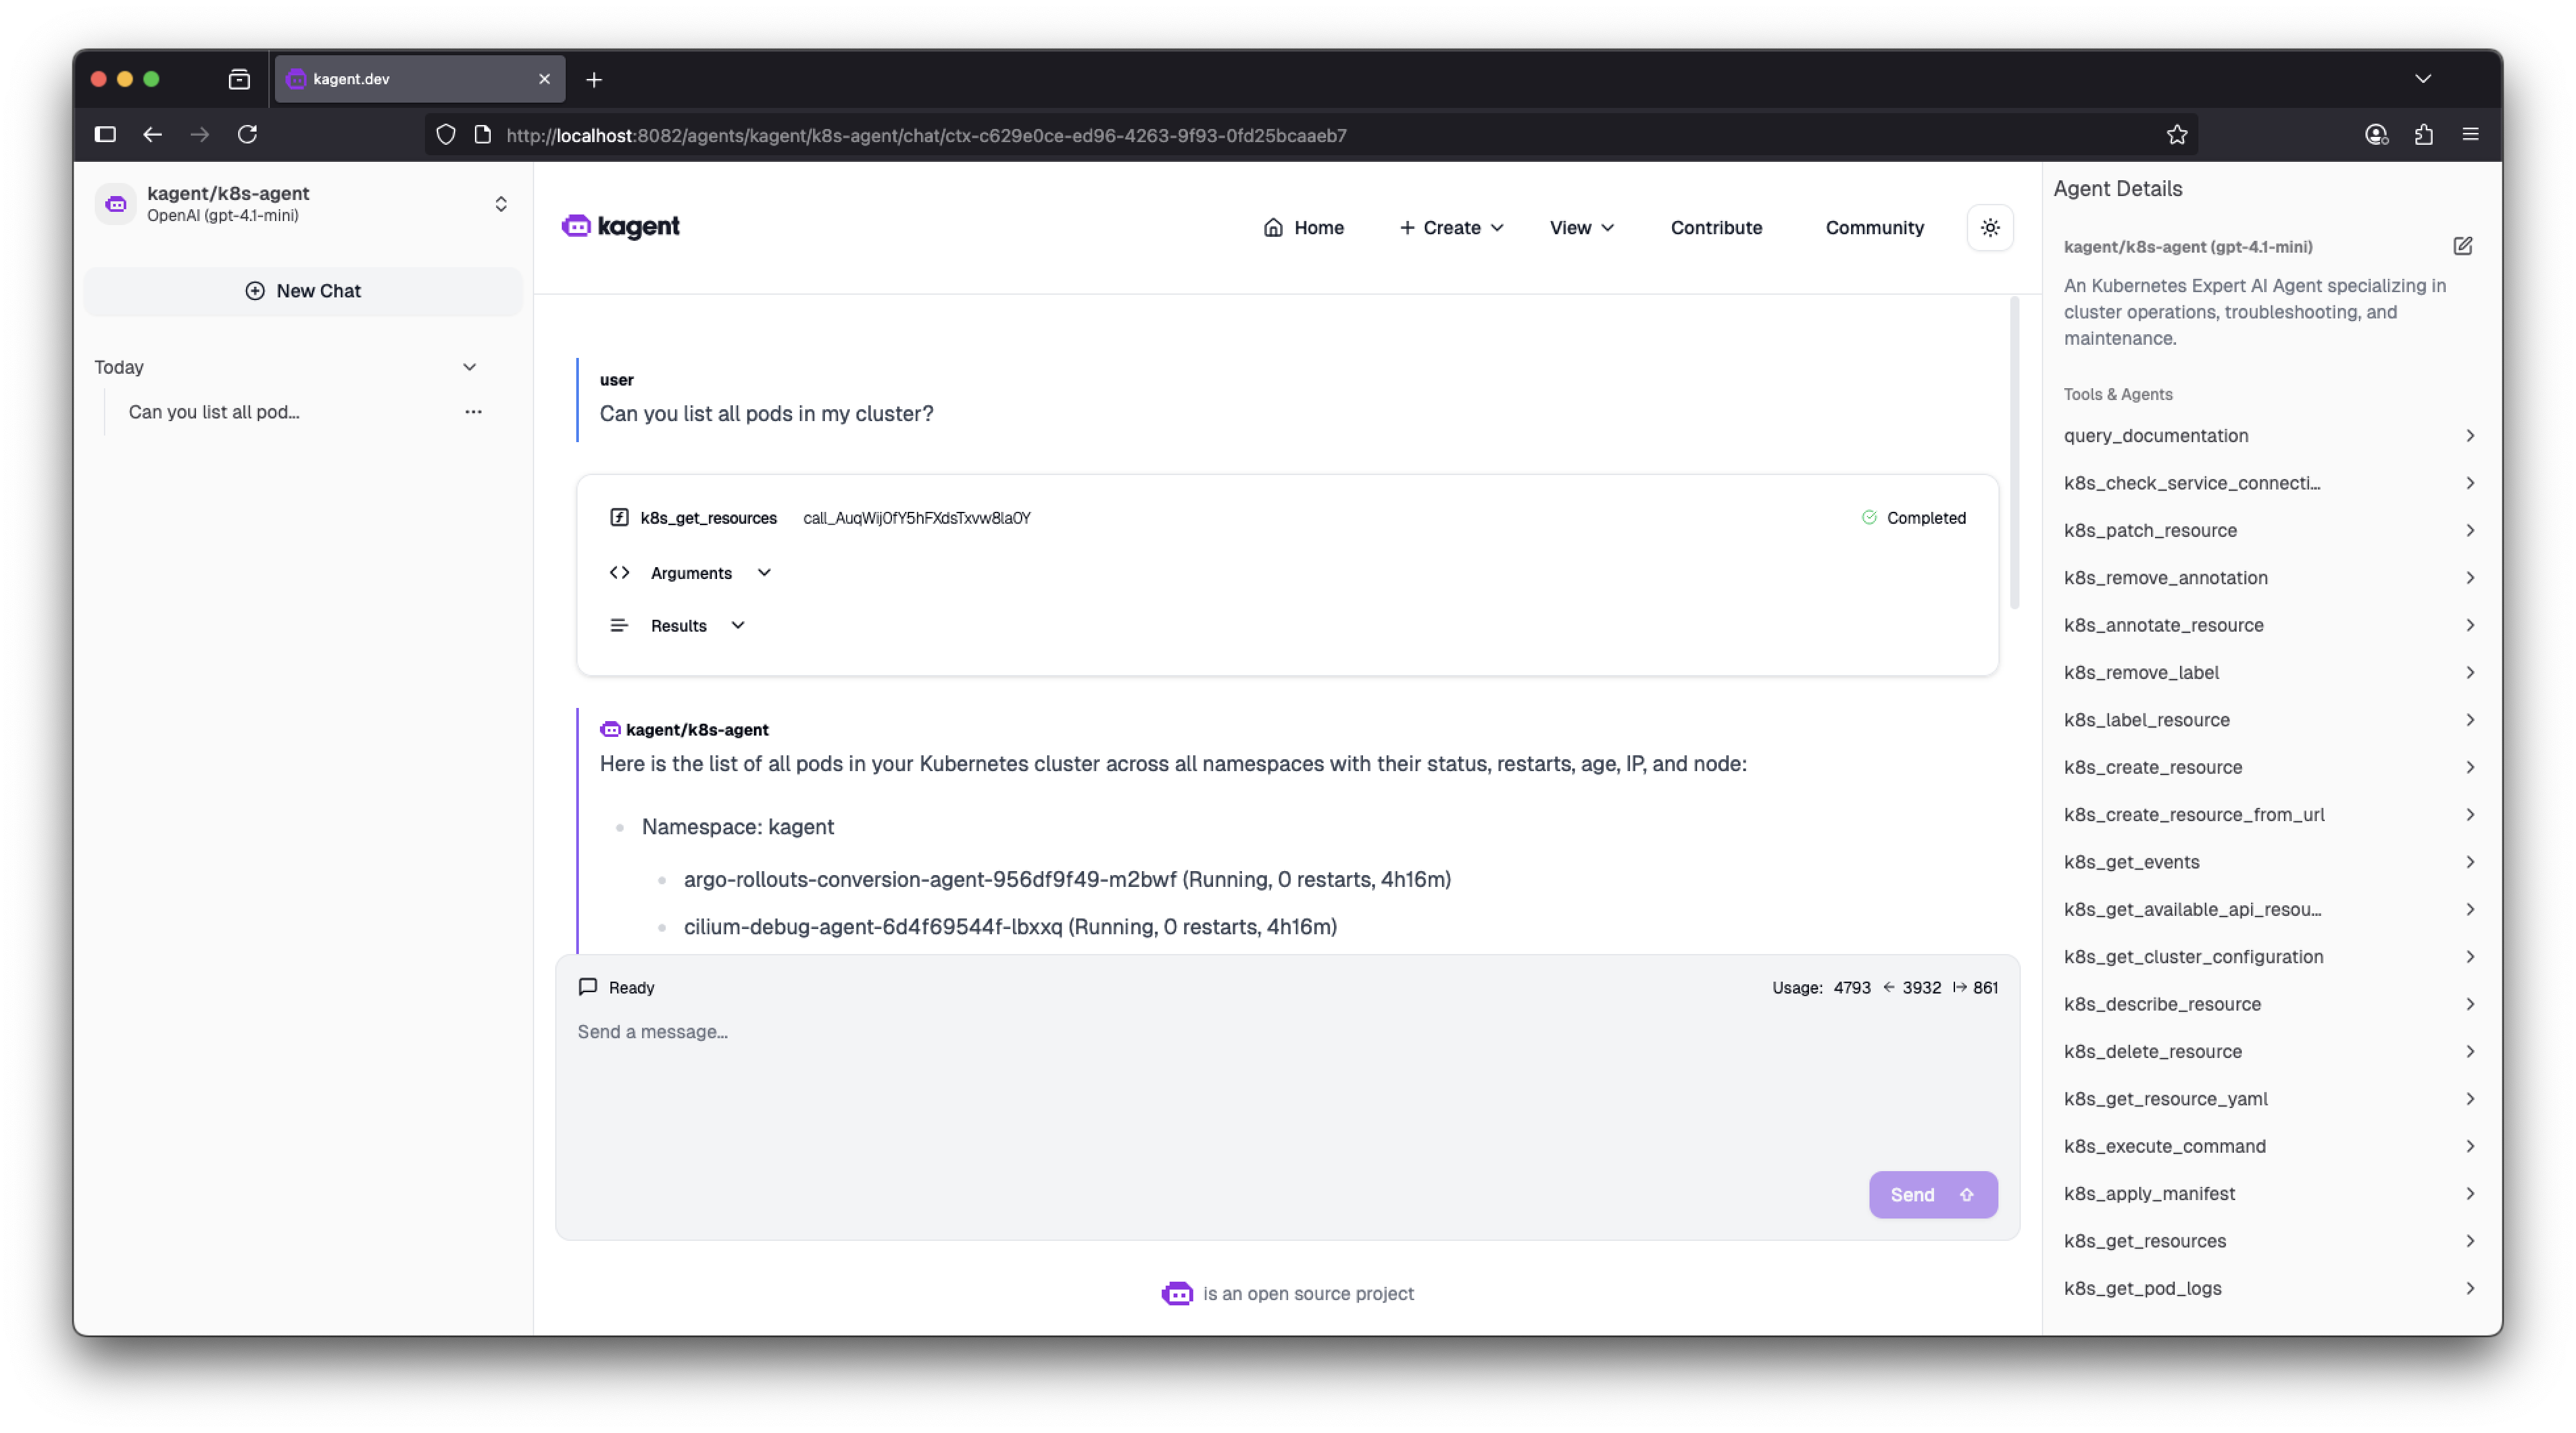 kagent.dev
http://localhost:8082/agents/kagent/k8s-agent/chat/ctx-c629e0ce-ed96-4263-9f93-0fd25bcaaeb7
kagent/k8s-agent
OpenAI (gpt-4.1-mini)
New Chat
Today
Can you list all pod...
kagent
Home
Create
View
Contribute
Community
user
Can you list all pods in my cluster?
k8s_get_resources call_AuqWij0fY5hFXdsTxvw8la0Y
Completed
Arguments
Results
kagent/k8s-agent
Here is the list of all pods in your Kubernetes cluster across all namespaces with their status, restarts, age, IP, and node:
Namespace: kagent
argo-rollouts-conversion-agent-956df9f49-m2bwf (Running, 0 restarts, 4h16m)
cilium-debug-agent-6d4f69544f-lbxxq (Running, 0 restarts, 4h16m)
Ready
Usage: 4793 ← 3932 ↦ 861
Send a message...
Send
is an open source project
Agent Details
kagent/k8s-agent (gpt-4.1-mini)
An Kubernetes Expert AI Agent specializing in
cluster operations, troubleshooting, and
maintenance.
Tools & Agents
query_documentation
k8s_check_service_connecti...
k8s_patch_resource
k8s_remove_annotation
k8s_annotate_resource
k8s_remove_label
k8s_label_resource
k8s_create_resource
k8s_create_resource_from_url
k8s_get_events
k8s_get_available_api_resou...
k8s_get_cluster_configuration
k8s_describe_resource
k8s_delete_resource
k8s_get_resource_yaml
k8s_execute_command
k8s_apply_manifest
k8s_get_resources
k8s_get_pod_logs